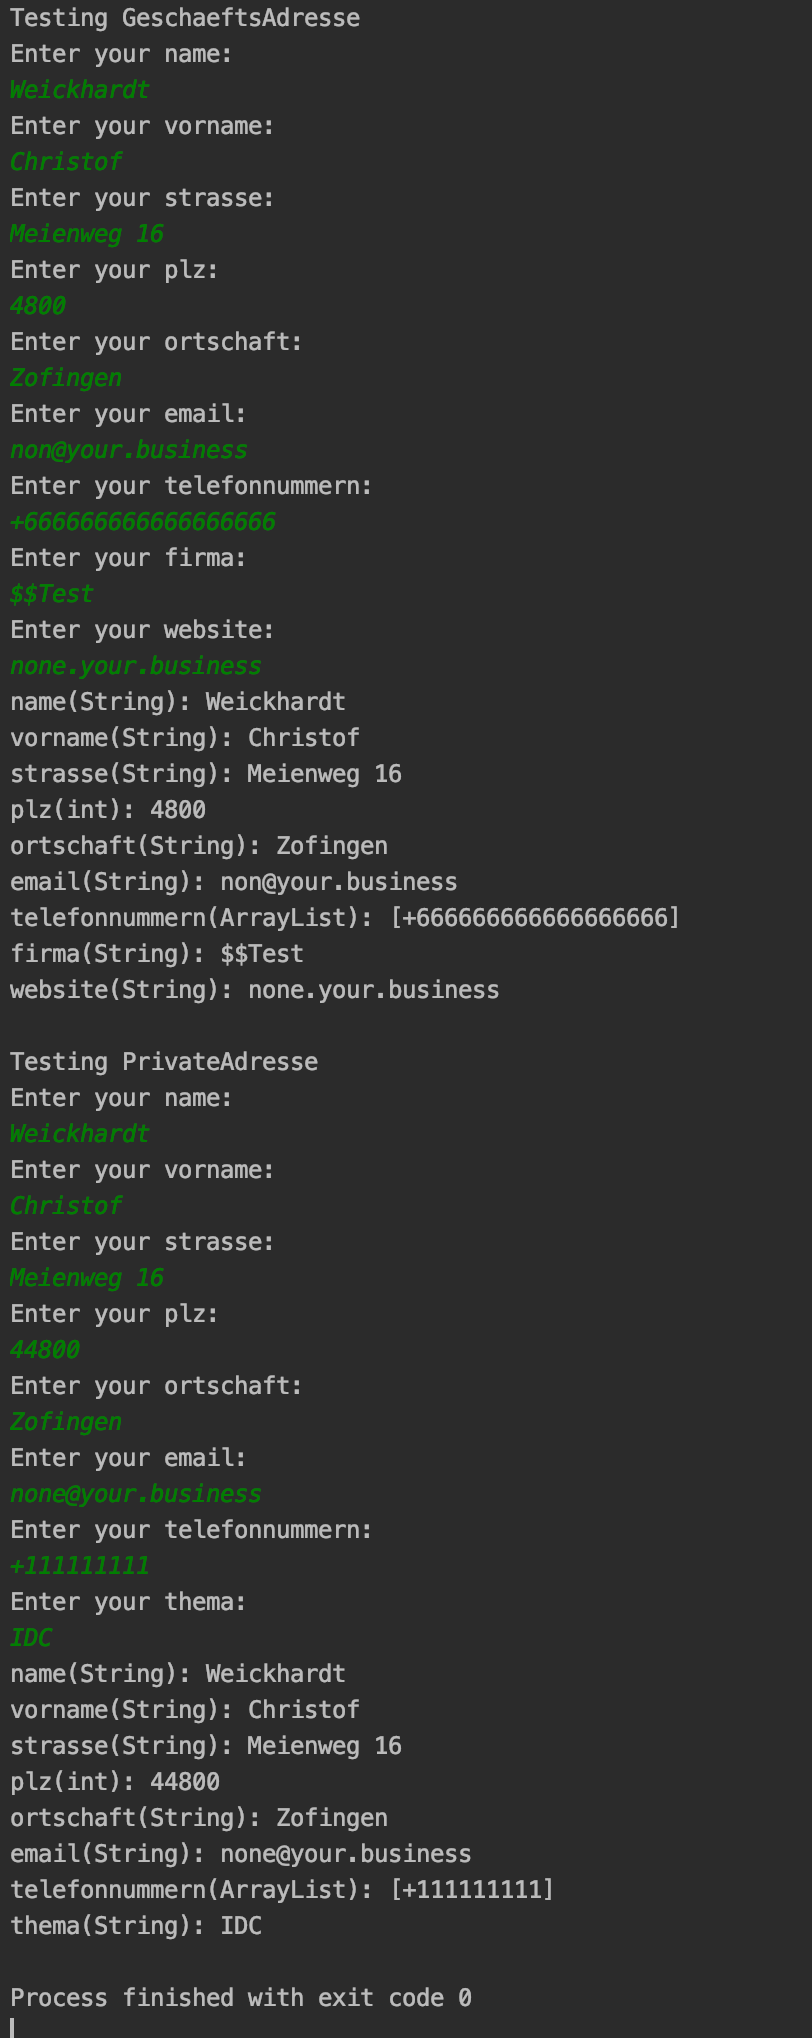 Testing GeschaeftsAdresse
Enter your name:
Weickhardt
Enter your vorname:
Christof
Enter your strasse:
Meienweg 16
Enter your plz:
4800
Enter your ortschaft:
Zofingen
Enter your email:
non@your.business
Enter your telefonnummern:
+666666666666666666
Enter your firma:
$$Test
Enter your website:
none.your.business
name(String): Weickhardt
vorname(String): Christof
strasse(String): Meienweg 16
plz(int): 4800
ortschaft(String): Zofingen
email(String): non@your.business
telefonnummern(ArrayList): [+666666666666666666]
firma(String): $$Test
website(String): none.your.business
Testing PrivateAdresse
Enter your name:
Weickhardt
Enter your vorname:
Christof
Enter your strasse:
Meienweg 16
Enter your plz:
44800
Enter your ortschaft:
Zofingen
Enter your email:
none@your.business
Enter your telefonnummern:
+111111111
Enter your thema:
IDC
name(String): Weickhardt
vorname(String): Christof
strasse(String): Meienweg 16
plz(int): 44800
ortschaft(String): Zofingen
email(String): none@your.business
telefonnummern(ArrayList): [+111111111]
thema(String): IDC
Process finished with exit code 0